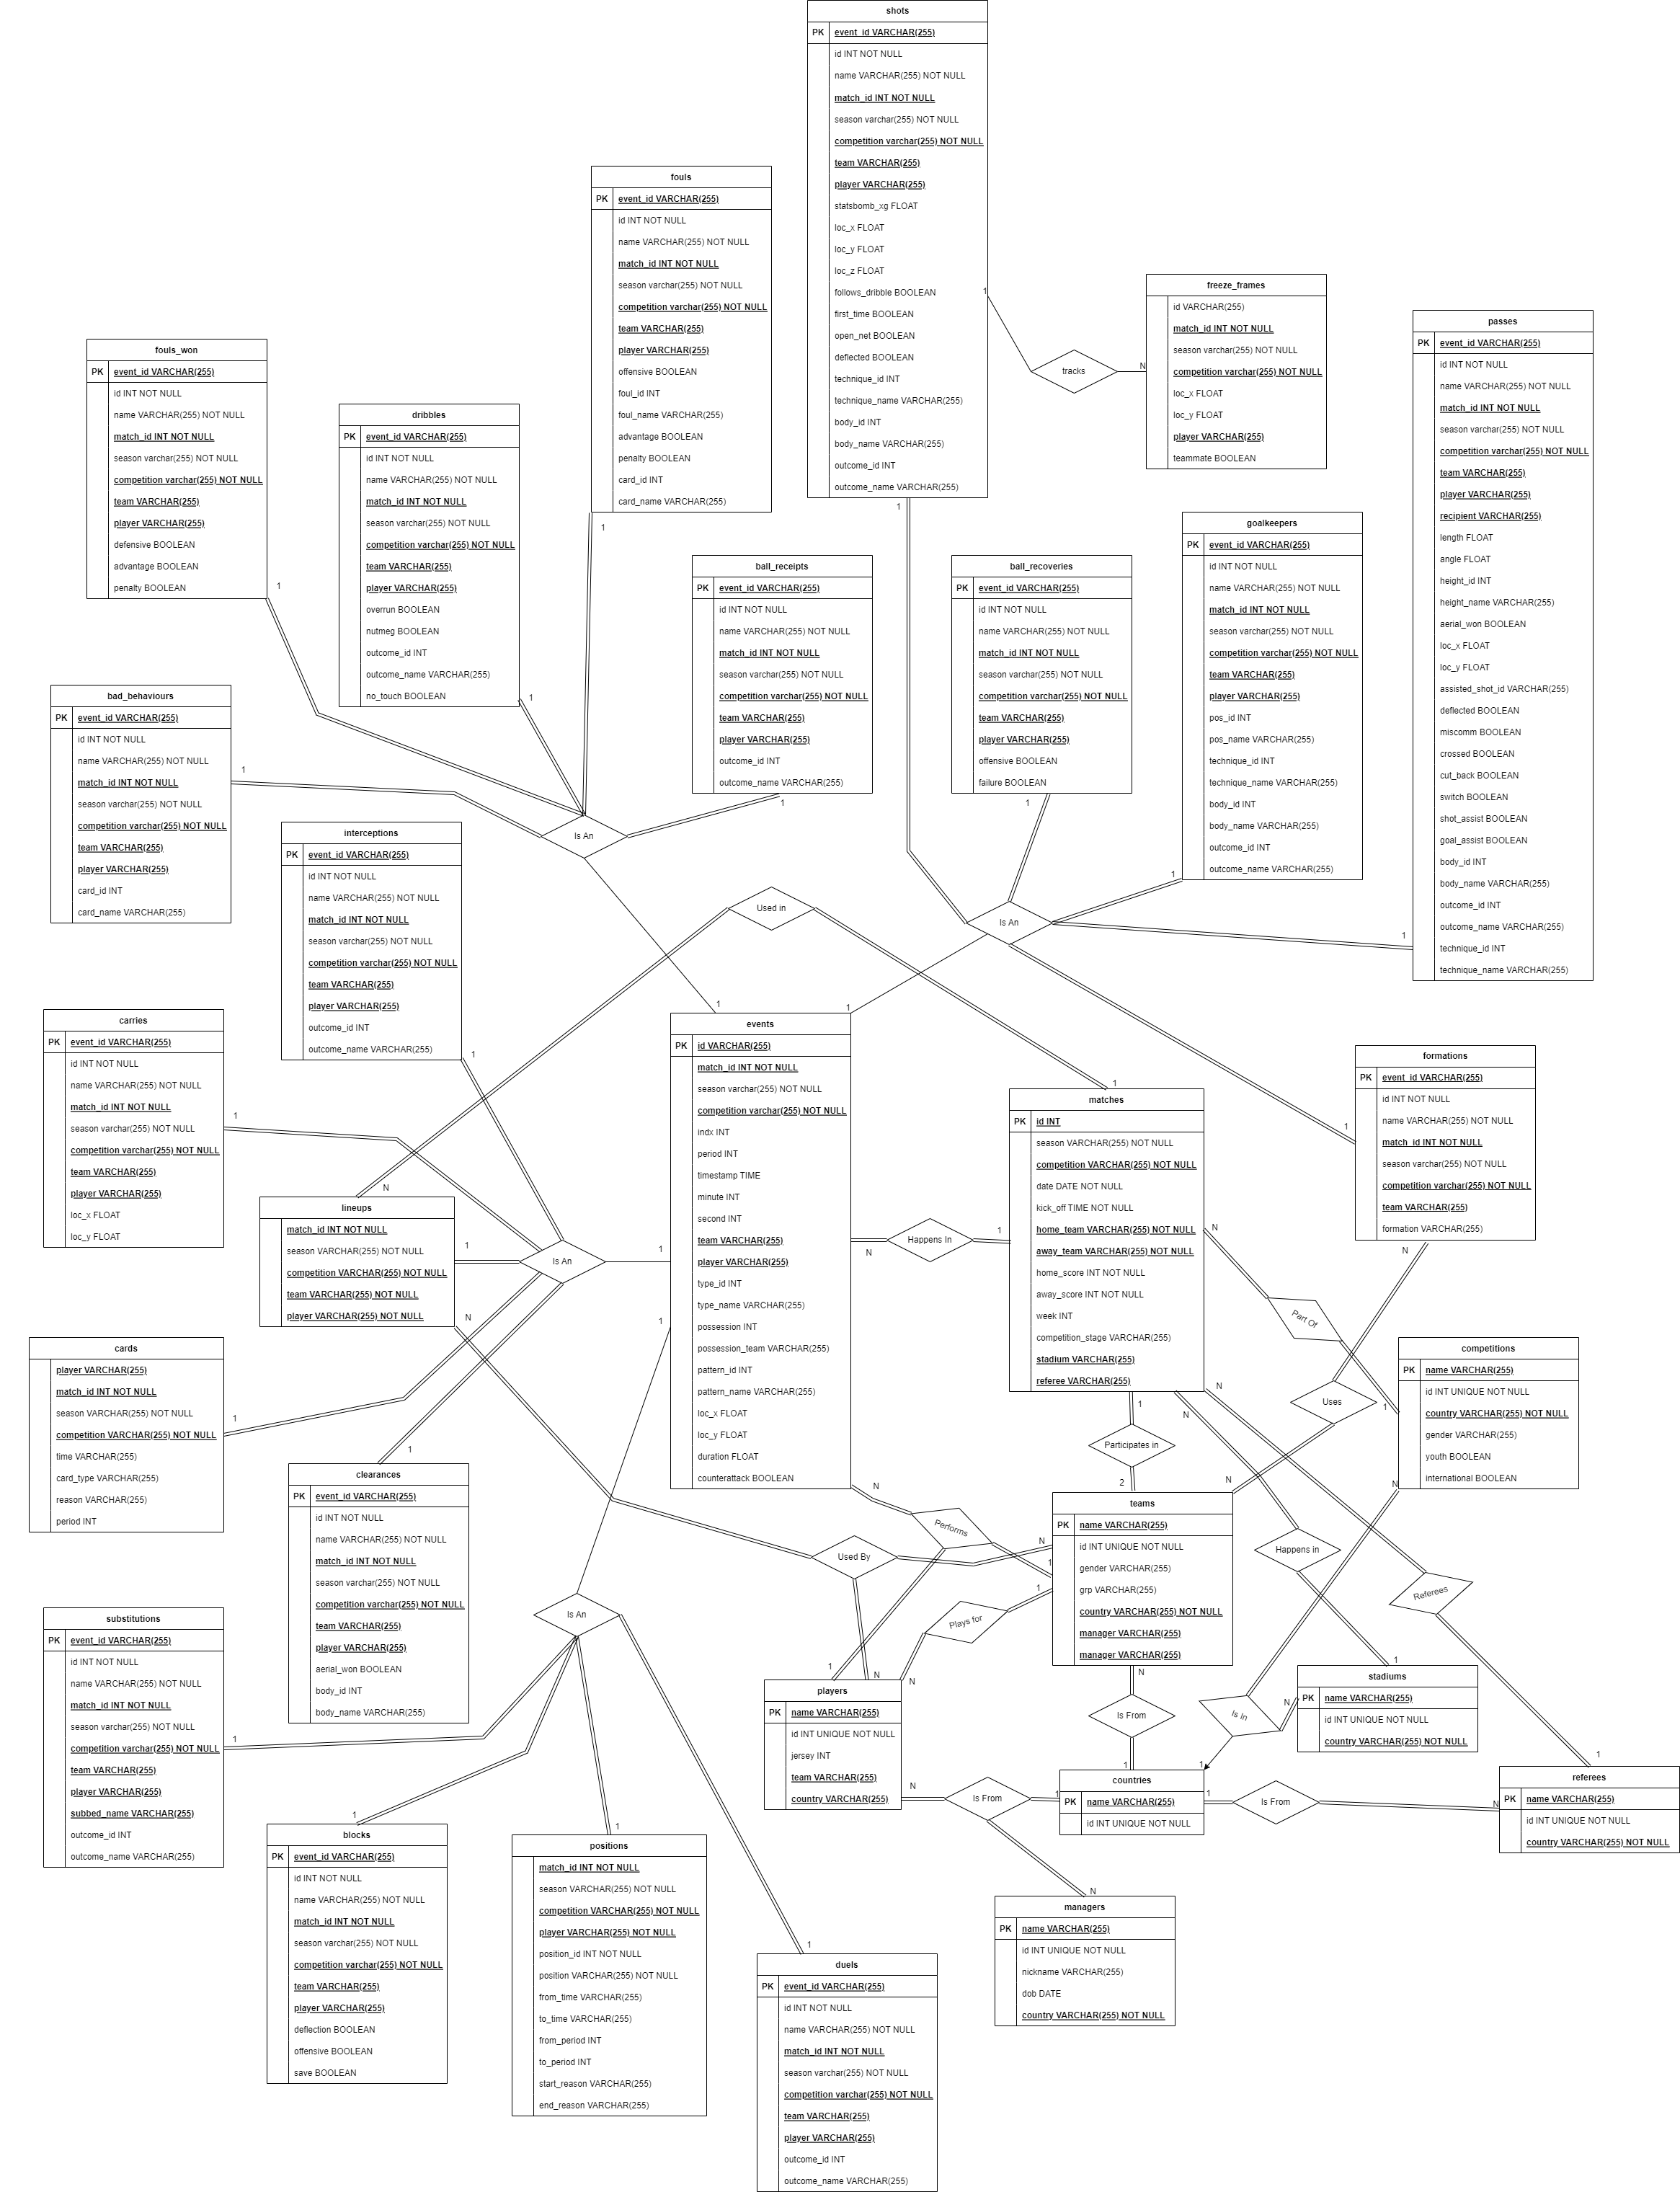 shots
PK event_id VARCHAR(255)
id INT NOT NULL
name VARCHAR(255) NOT NULL
match_id INT NOT NULL
season varchar(255) NOT NULL
competition varchar(255) NOT NULL
team VARCHAR(255)
player VARCHAR(255)
statsbomb_xg FLOAT
loc_x FLOAT
loc_y FLOAT
loc_z FLOAT
follows_dribble BOOLEAN
first_time BOOLEAN
open_net BOOLEAN
deflected BOOLEAN
technique_id INT
technique_name VARCHAR(255)
body_id INT
body_name VARCHAR(255)
outcome_id INT
outcome_name VARCHAR(255)
1
1
fouls
PK event_id VARCHAR(255)
id INT NOT NULL
name VARCHAR(255) NOT NULL
match_id INT NOT NULL
season varchar(255) NOT NULL
competition varchar(255) NOT NULL
team VARCHAR(255)
player VARCHAR(255)
offensive BOOLEAN
foul_id INT
foul_name VARCHAR(255)
advantage BOOLEAN
penalty BOOLEAN
card_id INT
card_name VARCHAR(255)
1
tracks
N
freeze_frames
id VARCHAR(255)
match_id INT NOT NULL
season varchar(255) NOT NULL
competition varchar(255) NOT NULL
loc_x FLOAT
loc_y FLOAT
player VARCHAR(255)
teammate BOOLEAN
passes
PK event_id VARCHAR(255)
id INT NOT NULL
name VARCHAR(255) NOT NULL
match_id INT NOT NULL
season varchar(255) NOT NULL
competition varchar(255) NOT NULL
team VARCHAR(255)
player VARCHAR(255)
recipient VARCHAR(255)
length FLOAT
angle FLOAT
height_id INT
height_name VARCHAR(255)
aerial_won BOOLEAN
loc_x FLOAT
loc_y FLOAT
assisted_shot_id VARCHAR(255)
deflected BOOLEAN
miscomm BOOLEAN
crossed BOOLEAN
cut_back BOOLEAN
switch BOOLEAN
shot_assist BOOLEAN
goal_assist BOOLEAN
body_id INT
body_name VARCHAR(255)
outcome_id INT
outcome_name VARCHAR(255)
technique_id INT
technique_name VARCHAR(255)
1
fouls_won
PK event_id VARCHAR(255)
id INT NOT NULL
name VARCHAR(255) NOT NULL
match_id INT NOT NULL
season varchar(255) NOT NULL
competition varchar(255) NOT NULL
team VARCHAR(255)
player VARCHAR(255)
defensive BOOLEAN
advantage BOOLEAN
penalty BOOLEAN
1
dribbles
PK event_id VARCHAR(255)
id INT NOT NULL
name VARCHAR(255) NOT NULL
match_id INT NOT NULL
season varchar(255) NOT NULL
competition varchar(255) NOT NULL
team VARCHAR(255)
player VARCHAR(255)
overrun BOOLEAN
nutmeg BOOLEAN
outcome_id INT
outcome_name VARCHAR(255)
no_touch BOOLEAN
1
ball_receipts
PK event_id VARCHAR(255)
id INT NOT NULL
name VARCHAR(255) NOT NULL
match_id INT NOT NULL
season varchar(255) NOT NULL
competition varchar(255) NOT NULL
team VARCHAR(255)
player VARCHAR(255)
outcome_id INT
outcome_name VARCHAR(255)
1
ball_recoveries
PK event_id VARCHAR(255)
id INT NOT NULL
name VARCHAR(255) NOT NULL
match_id INT NOT NULL
season varchar(255) NOT NULL
competition varchar(255) NOT NULL
team VARCHAR(255)
player VARCHAR(255)
offensive BOOLEAN
failure BOOLEAN
1
goalkeepers
PK event_id VARCHAR(255)
id INT NOT NULL
name VARCHAR(255) NOT NULL
match_id INT NOT NULL
season varchar(255) NOT NULL
competition varchar(255) NOT NULL
team VARCHAR(255)
player VARCHAR(255)
pos_id INT
pos_name VARCHAR(255)
technique_id INT
technique_name VARCHAR(255)
body_id INT
body_name VARCHAR(255)
outcome_id INT
outcome_name VARCHAR(255)
1
bad_behaviours
PK event_id VARCHAR(255)
id INT NOT NULL
name VARCHAR(255) NOT NULL
match_id INT NOT NULL
season varchar(255) NOT NULL
competition varchar(255) NOT NULL
team VARCHAR(255)
player VARCHAR(255)
card_id INT
card_name VARCHAR(255)
1
Is An
interceptions
PK event_id VARCHAR(255)
id INT NOT NULL
name VARCHAR(255) NOT NULL
match_id INT NOT NULL
season varchar(255) NOT NULL
competition varchar(255) NOT NULL
team VARCHAR(255)
player VARCHAR(255)
outcome_id INT
outcome_name VARCHAR(255)
1
Used in
Is An
1
1
events
PK id VARCHAR(255)
match_id INT NOT NULL
season varchar(255) NOT NULL
competition varchar(255) NOT NULL
indx INT
period INT
timestamp TIME
minute INT
second INT
team VARCHAR(255)
player VARCHAR(255)
type_id INT
type_name VARCHAR(255)
possession INT
possession_team VARCHAR(255)
pattern_id INT
pattern_name VARCHAR(255)
loc_x FLOAT
loc_y FLOAT
duration FLOAT
counterattack BOOLEAN
carries
PK event_id VARCHAR(255)
id INT NOT NULL
name VARCHAR(255) NOT NULL
match_id INT NOT NULL
season varchar(255) NOT NULL
competition varchar(255) NOT NULL
team VARCHAR(255)
player VARCHAR(255)
loc_x FLOAT
loc_y FLOAT
1
formations
PK event_id VARCHAR(255)
id INT NOT NULL
name VARCHAR(255) NOT NULL
match_id INT NOT NULL
season varchar(255) NOT NULL
competition varchar(255) NOT NULL
team VARCHAR(255)
formation VARCHAR(255)
1
N
1
matches
PK id INT
season VARCHAR(255) NOT NULL
competition VARCHAR(255) NOT NULL
date DATE NOT NULL
kick_off TIME NOT NULL
home_team VARCHAR(255) NOT NULL
away_team VARCHAR(255) NOT NULL
home_score INT NOT NULL
away_score INT NOT NULL
week INT
competition_stage VARCHAR(255)
stadium VARCHAR(255)
referee VARCHAR(255)
N
lineups
match_id INT NOT NULL
season VARCHAR(255) NOT NULL
competition VARCHAR(255) NOT NULL
team VARCHAR(255) NOT NULL
player VARCHAR(255) NOT NULL
1
N
Is An
1
1
N
Happens In
1
N
Part Of
1
competitions
PK name VARCHAR(255)
id INT UNIQUE NOT NULL
country VARCHAR(255) NOT NULL
gender VARCHAR(255)
youth BOOLEAN
international BOOLEAN
N
Uses
N
cards
player VARCHAR(255)
match_id INT NOT NULL
season VARCHAR(255) NOT NULL
competition VARCHAR(255) NOT NULL
time VARCHAR(255)
card_type VARCHAR(255)
reason VARCHAR(255)
period INT
1
1
clearances
PK event_id VARCHAR(255)
id INT NOT NULL
name VARCHAR(255) NOT NULL
match_id INT NOT NULL
season varchar(255) NOT NULL
competition varchar(255) NOT NULL
team VARCHAR(255)
player VARCHAR(255)
aerial_won BOOLEAN
body_id INT
body_name VARCHAR(255)
1
Participates in
2
N
N
teams
PK name VARCHAR(255)
id INT UNIQUE NOT NULL
gender VARCHAR(255)
grp VARCHAR(255)
country VARCHAR(255) NOT NULL
manager VARCHAR(255)
manager VARCHAR(255)
N
Performs
1
1
Used By
N
N
Plays for
1
N
Happens in
1
Referees
1
substitutions
PK event_id VARCHAR(255)
id INT NOT NULL
name VARCHAR(255) NOT NULL
match_id INT NOT NULL
season varchar(255) NOT NULL
competition varchar(255) NOT NULL
team VARCHAR(255)
player VARCHAR(255)
subbed_name VARCHAR(255)
outcome_id INT
outcome_name VARCHAR(255)
1
Is An
players
PK name VARCHAR(255)
id INT UNIQUE NOT NULL
jersey INT
team VARCHAR(255)
country VARCHAR(255)
N
Is From
1
N
Is From
1
Is In
N
1
stadiums
PK name VARCHAR(255)
id INT UNIQUE NOT NULL
country VARCHAR(255) NOT NULL
countries
PK name VARCHAR(255)
id INT UNIQUE NOT NULL
1
Is From
N
referees
PK name VARCHAR(255)
id INT UNIQUE NOT NULL
country VARCHAR(255) NOT NULL
1
blocks
PK event_id VARCHAR(255)
id INT NOT NULL
name VARCHAR(255) NOT NULL
match_id INT NOT NULL
season varchar(255) NOT NULL
competition varchar(255) NOT NULL
team VARCHAR(255)
player VARCHAR(255)
deflection BOOLEAN
offensive BOOLEAN
save BOOLEAN
1
positions
match_id INT NOT NULL
season VARCHAR(255) NOT NULL
competition VARCHAR(255) NOT NULL
player VARCHAR(255) NOT NULL
position_id INT NOT NULL
position VARCHAR(255) NOT NULL
from_time VARCHAR(255)
to_time VARCHAR(255)
from_period INT
to_period INT
start_reason VARCHAR(255)
end_reason VARCHAR(255)
N
managers
PK name VARCHAR(255)
id INT UNIQUE NOT NULL
nickname VARCHAR(255)
dob DATE
country VARCHAR(255) NOT NULL
1
duels
PK event_id VARCHAR(255)
id INT NOT NULL
name VARCHAR(255) NOT NULL
match_id INT NOT NULL
season varchar(255) NOT NULL
competition varchar(255) NOT NULL
team VARCHAR(255)
player VARCHAR(255)
outcome_id INT
outcome_name VARCHAR(255)